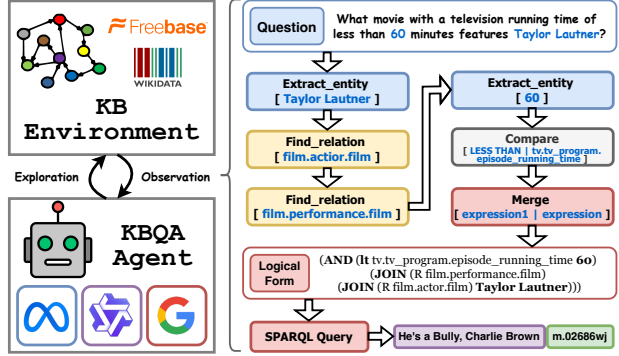 Freebase
WIKIDATA
KB
Environment
Exploration
Observation
KBQA
Agent
Question
What movie with a television running time of
less than 60 minutes features Taylor Lautner?
Extract_entity
[ Taylor Lautner ]
Find_relation
[ film.actior.film ]
Find_relation
[ film.performance.film ]
Extract_entity
[ 60 ]
Compare
[ LESS THAN | tv.tv_program.
episode_running_time ]
Merge
[ expression1 | expression ]
Logical
Form
(AND (lt tv.tv_program.episode_running_time 60)
(JOIN (R film.performance.film)
(JOIN (R film.actor.film) Taylor Lautner)))
SPARQL Query
He's a Bully, Charlie Brown
m.02686wj